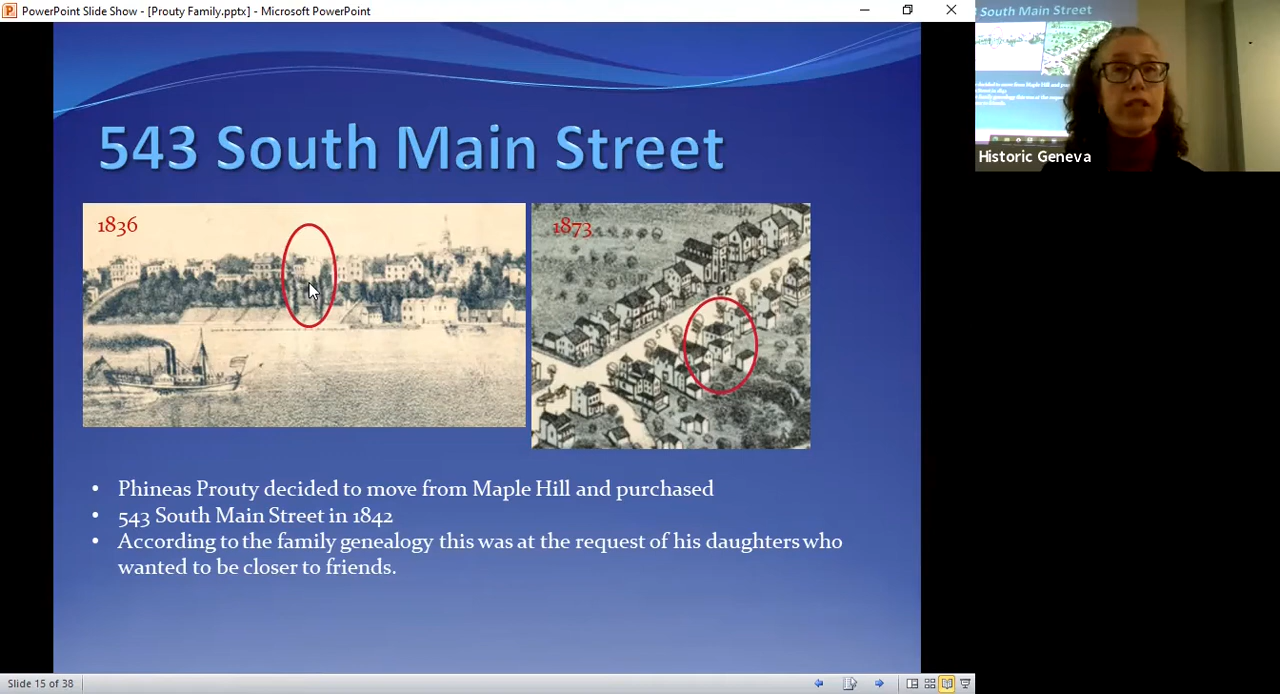 PowerPoint Slide Show - [Prouty Family.pptx] - Microsoft PowerPoint
543 South Main Street
1836
1873
22
• Phineas Prouty decided to move from Maple Hill and purchased
• 543 South Main Street in 1842
• According to the family genealogy this was at the request of his daughters who
wanted to be closer to friends.
Slide 15 of 38
South Main Street
Historic Geneva